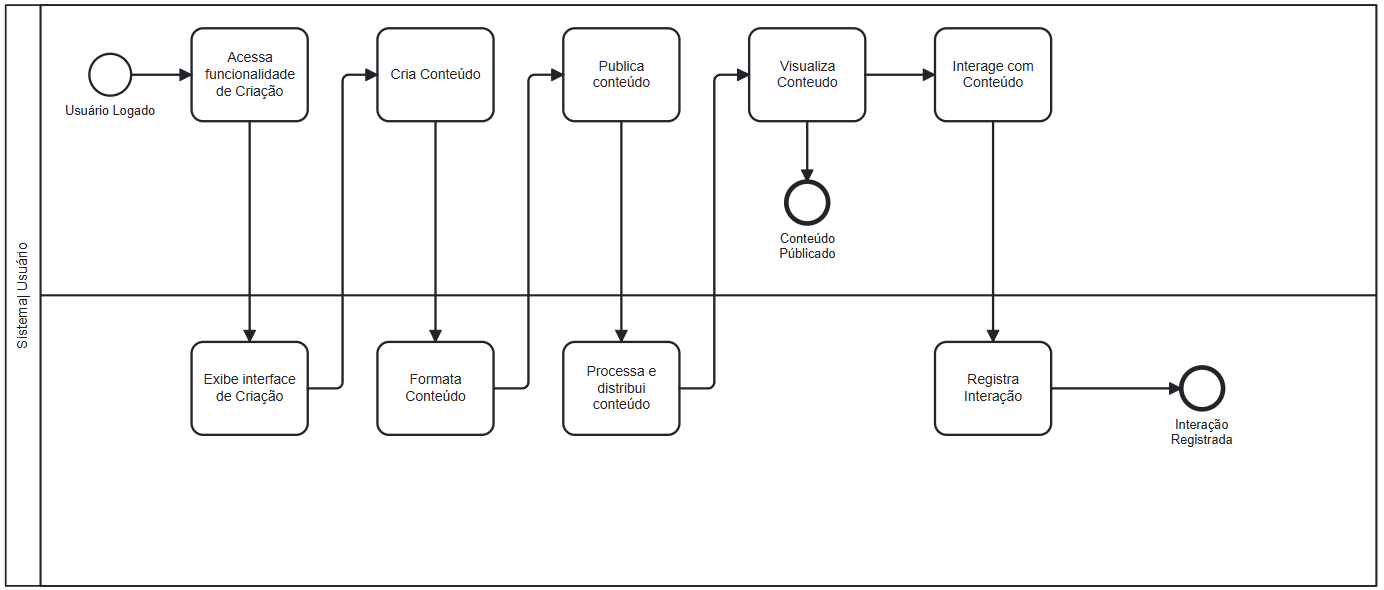 Sistema| Usuário
Usuário Logado
Acessa
funcionalidade
de Criação
Cria Conteúdo
Publica
conteúdo
Visualiza
Conteudo
Interage com
Conteúdo
Conteúdo
Públicado
Exibe interface
de Criação
Formata
Conteúdo
Processa e
distribui
conteúdo
Registra
Interação
Interação
Registrada